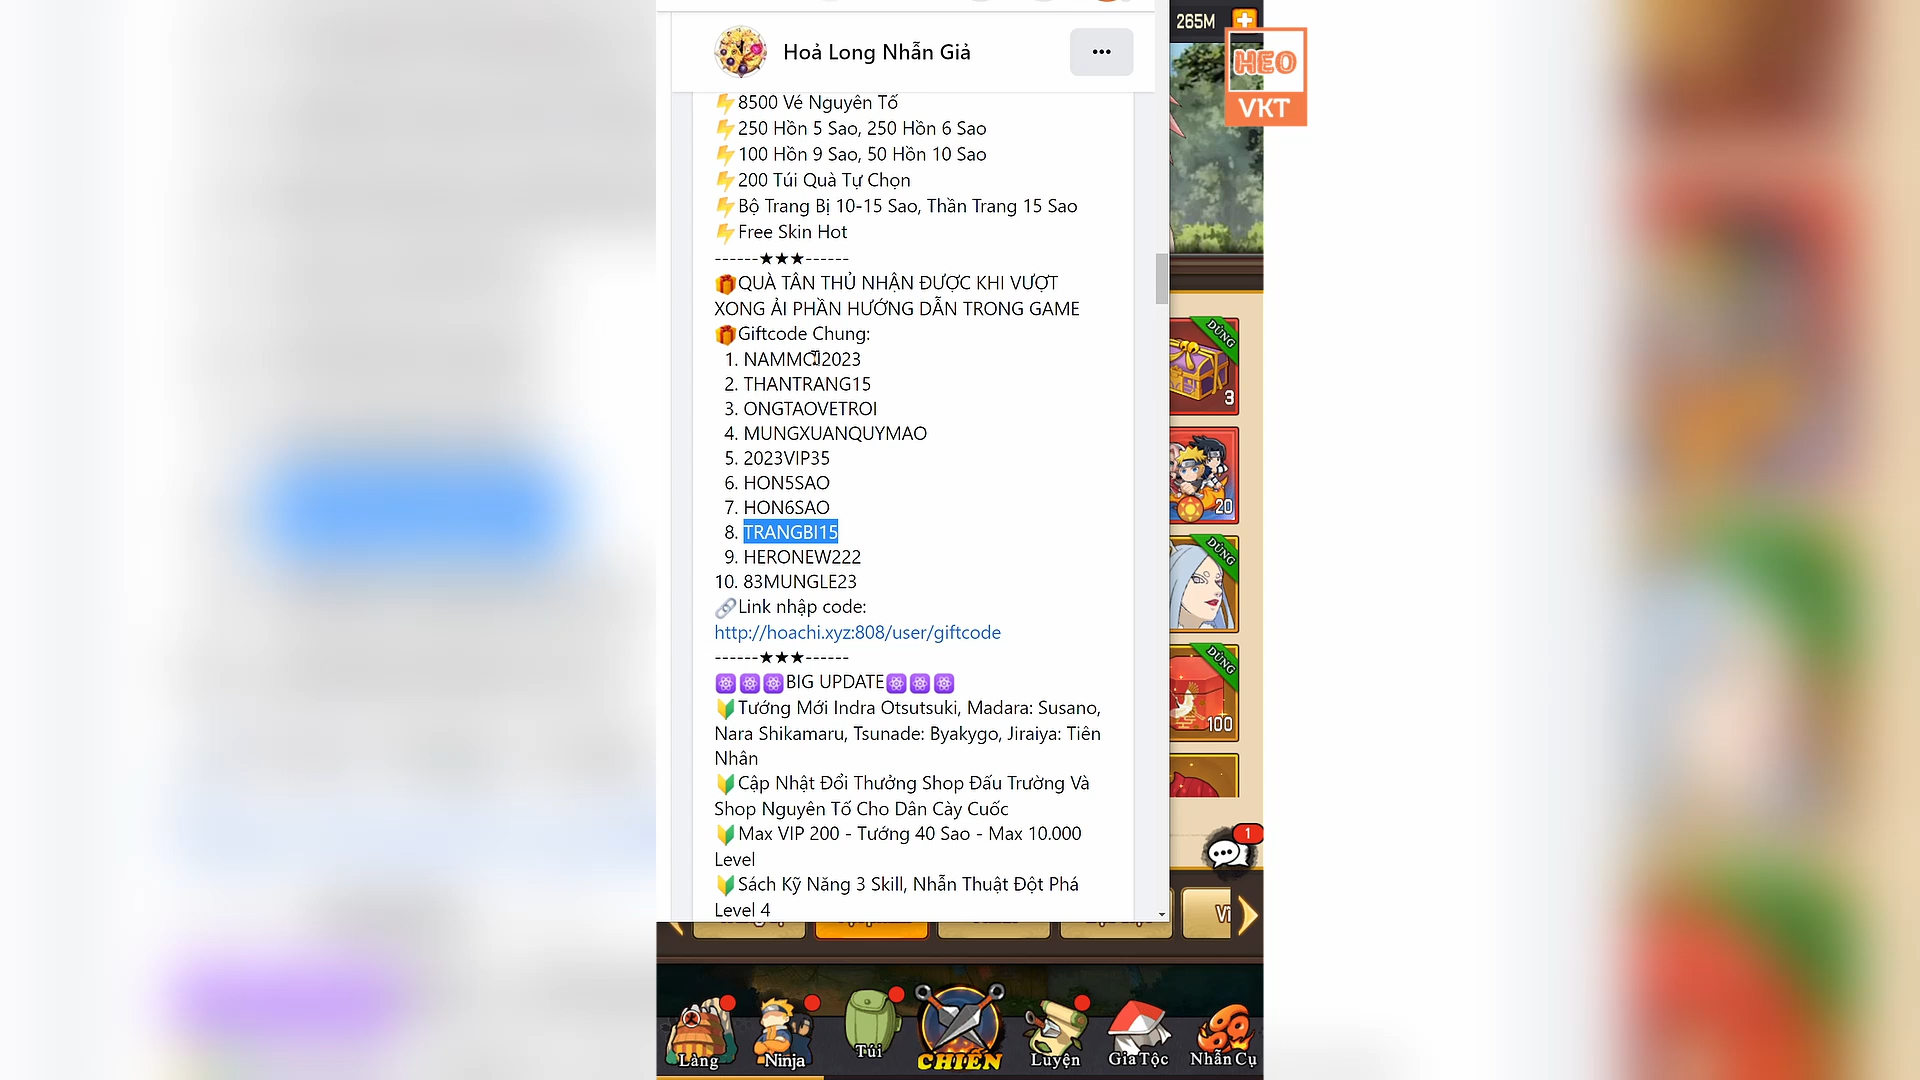 265M
HEO
VKT
Hoả Long Nhẫn Giả
⚡8500 Vé Nguyên Tố
⚡250 Hồn 5 Sao, 250 Hồn 6 Sao
⚡100 Hồn 9 Sao, 50 Hồn 10 Sao
⚡200 Túi Quà Tự Chọn
⚡Bộ Trang Bị 10-15 Sao, Thần Trang 15 Sao
⚡Free Skin Hot
------★★★------
🎁QUÀ TÂN THỦ NHẬN ĐƯỢC KHI VƯỢT
XONG ẢI PHẦN HƯỚNG DẪN TRONG GAME
🎁Giftcode Chung:
1. NAMMOI2023
2. THANTRANG15
3. ONGTAOVETROI
4. MUNGXUANQUYMAO
5. 2023VIP35
6. HON5SAO
7. HON6SAO
8. TRANGBI15
9. HERONEW222
10. 83MUNGLE23
🔗Link nhập code:
http://hoachi.xyz:808/user/giftcode
------★★★------
⚛️⚛️⚛️BIG UPDATE⚛️⚛️⚛️
🔰Tướng Mới Indra Otsutsuki, Madara: Susano,
Nara Shikamaru, Tsunade: Byakygo, Jiraiya: Tiên
Nhân
🔰Cập Nhật Đổi Thưởng Shop Đấu Trường Và
Shop Nguyên Tố Cho Dân Cày Cuốc
🔰Max VIP 200 - Tướng 40 Sao - Max 10.000
Level
🔰Sách Kỹ Năng 3 Skill, Nhẫn Thuật Đột Phá
Level 4
DÙNG
3
20
DÙNG
DÙNG
100
1
Làng
Ninja
Túi
CHIẾN
Luyện
Gia Tộc
Nhẫn Cụ